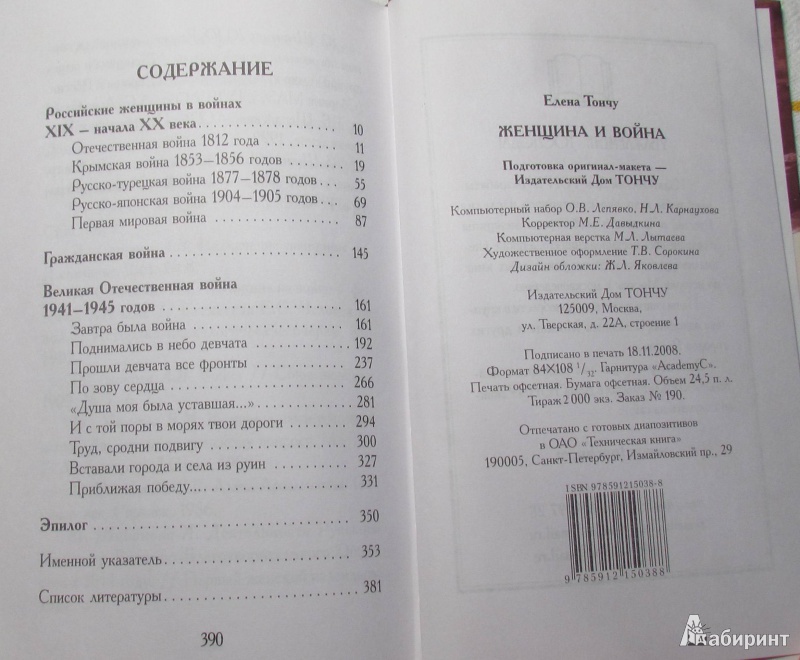 СОДЕРЖАНИЕ
Российские женщины в войнах
XIX — начала XX века. . . . . . . . . . . . . . . . . 10
Отечественная война 1812 года . . . . . . . . . . 11
Крымская война 1853—1856 годов . . . . . . . . 19
Русско-турецкая война 1877—1878 годов . . . 55
Русско-японская война 1904—1905 годов . . . 69
Первая мировая война . . . . . . . . . . . . . . . . 87
Гражданская война . . . . . . . . . . . . . . . . . . . . 145
Великая Отечественная война
1941—1945 годов . . . . . . . . . . . . . . . . . . . . . 161
Завтра была война . . . . . . . . . . . . . . . . . . 161
Поднимались в небо девчата . . . . . . . . . . . 192
Прошли девчата все фронты . . . . . . . . . . . 237
По зову сердца . . . . . . . . . . . . . . . . . . . . . 266
«Душа моя была уставшая...» . . . . . . . . . . . 281
И с той поры в морях твои дороги . . . . . . . 294
Труд, сродни подвигу . . . . . . . . . . . . . . . . 300
Вставали города и села из руин . . . . . . . . . 327
Приближая победу... . . . . . . . . . . . . . . . . . 331
Эпилог . . . . . . . . . . . . . . . . . . . . . . . . . . . . . 350
Именной указатель . . . . . . . . . . . . . . . . . . . . 353
Список литературы . . . . . . . . . . . . . . . . . . . . 381
390
Елена Тончу
ЖЕНЩИНА И ВОЙНА
Подготовка оригинал-макета —
Издательский Дом ТОНЧУ
Компьютерный набор О.В. Лепявко, Н.Л. Карнаухова
Корректор М.Е. Давыдкина
Компьютерная верстка М.Л. Лытаева
Художественное оформление Т.В. Сорокина
Дизайн обложки: Ж.Л. Яковлева
Издательский Дом ТОНЧУ
125009, Москва,
ул. Тверская, д. 22А, строение 1
Подписано в печать 18.11.2008.
Формат 84Х108 1/32. Гарнитура «AcademyC».
Печать офсетная. Бумага офсетная. Объем 24,5 п. л.
Тираж 2 000 экз. Заказ № 190.
Отпечатано с готовых диапозитивов
в ОАО «Техническая книга»
190005, Санкт-Петербург, Измайловский пр., 29
ISBN 978591215038-8
9 785912 150388
Лабиринт